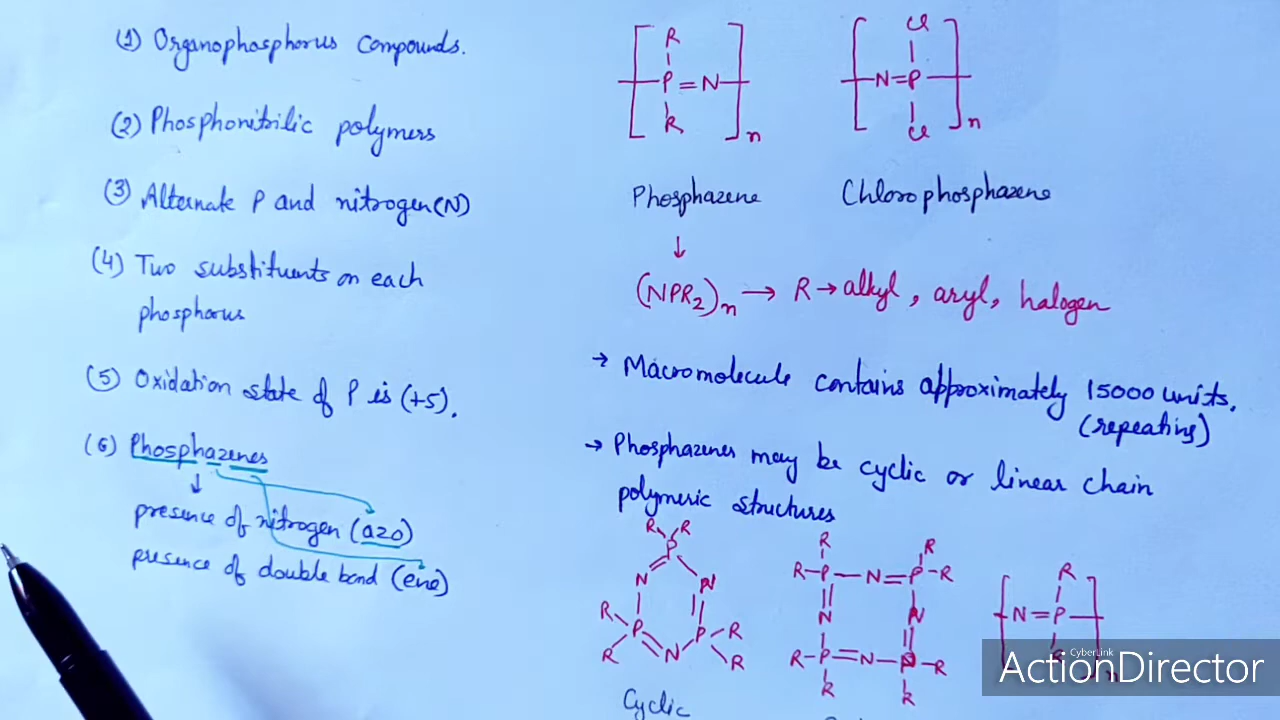 (1) Organophosphorus Compounds.
(2) Phosphonitrilic polymers
(3) Alternate P and nitrogen(N)
(4) Two substituents on each
phosphorus
(5) Oxidation state of P is (+5).
(6) Phosphazenes
↓
presence of nitrogen (azo)
presence of double bond (ene)
R
P=N
R
n
Cl
N=P
Cl
n
Phosphazene
Chlorophosphazene
↓
(NPR2)n → R→alkyl, aryl, halogen
→ Macromolecule contains approximately 15000 units.
(repeating)
→ Phosphazenes may be cyclic or linear chain
polymeric structures
R R
P
N N
R P P R
R N R
Cyclic
R R
R-P-N=P-R
N N
R-P=N-P-R
R R
R
N=P
R
n
CyberLink
ActionDirector